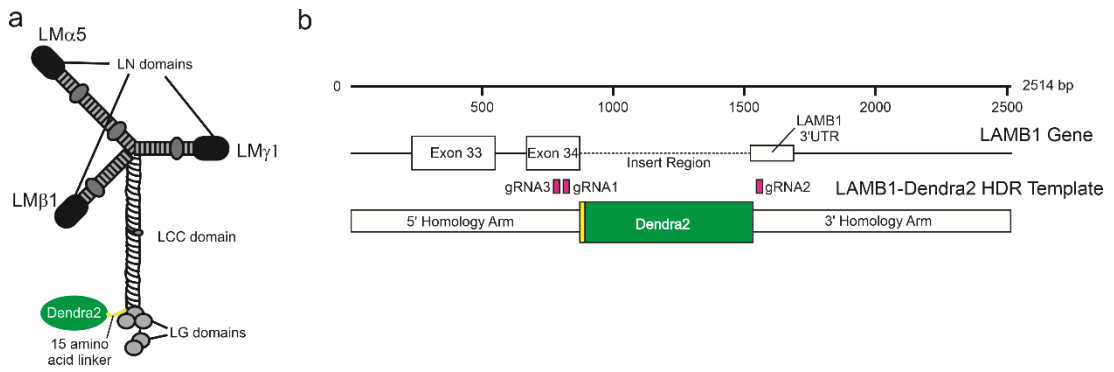 a
LMα5
LN domains
LMγ1
LMβ1
LCC domain
Dendra2
15 amino
acid linker
LG domains
b
0
2514 bp
500
1000
1500
2000
2500
LAMB1
3'UTR
LAMB1 Gene
Exon 33
Exon 34
Insert Region
gRNA3
gRNA1
gRNA2
LAMB1-Dendra2 HDR Template
5' Homology Arm
Dendra2
3' Homology Arm